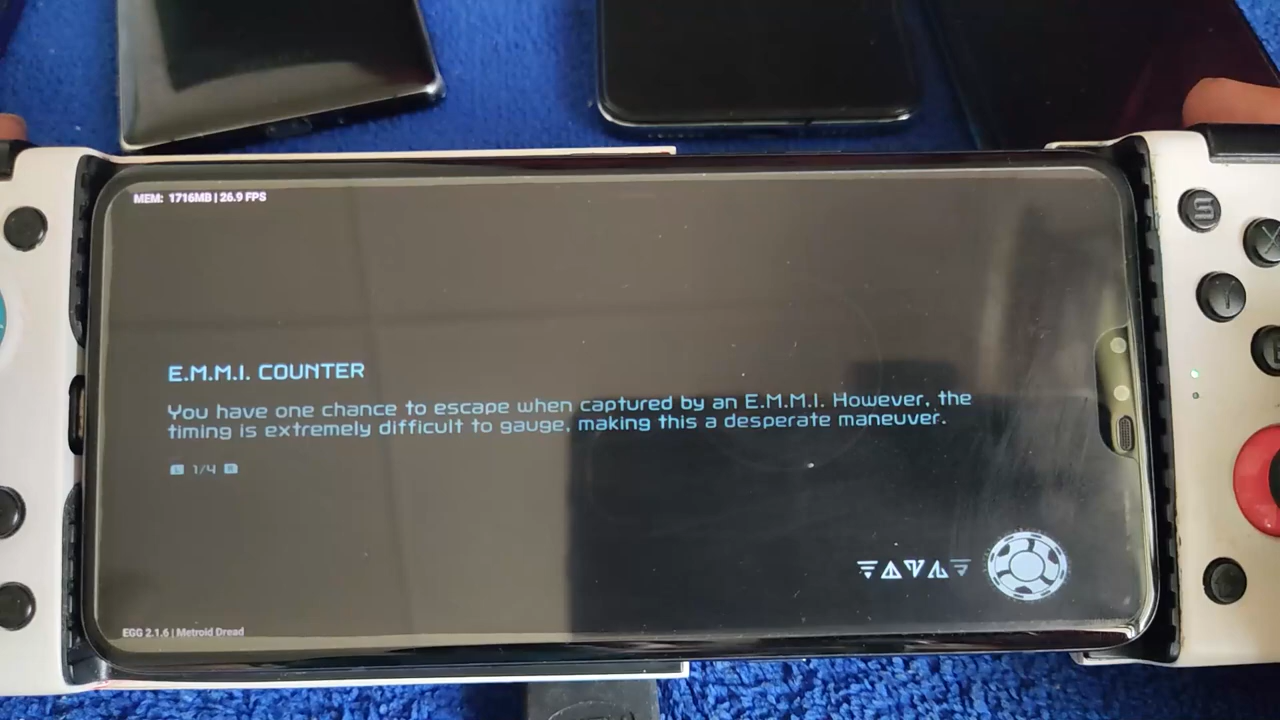 MEM: 1716MB | 26.9 FPS
S
X
Y
E.M.M.I. COUNTER
You have one chance to escape when captured by an E.M.M.I. However, the
timing is extremely difficult to gauge, making this a desperate maneuver.
L 1/4 R
EGG 2.1.6 | Metroid Dread